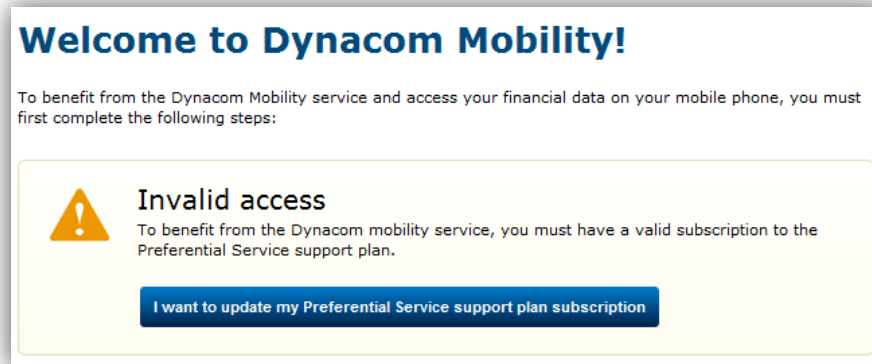 Welcome to Dynacom Mobility!
To benefit from the Dynacom Mobility service and access your financial data on your mobile phone, you must
first complete the following steps:
Invalid access
To benefit from the Dynacom mobility service, you must have a valid subscription to the
Preferential Service support plan.
I want to update my Preferential Service support plan subscription